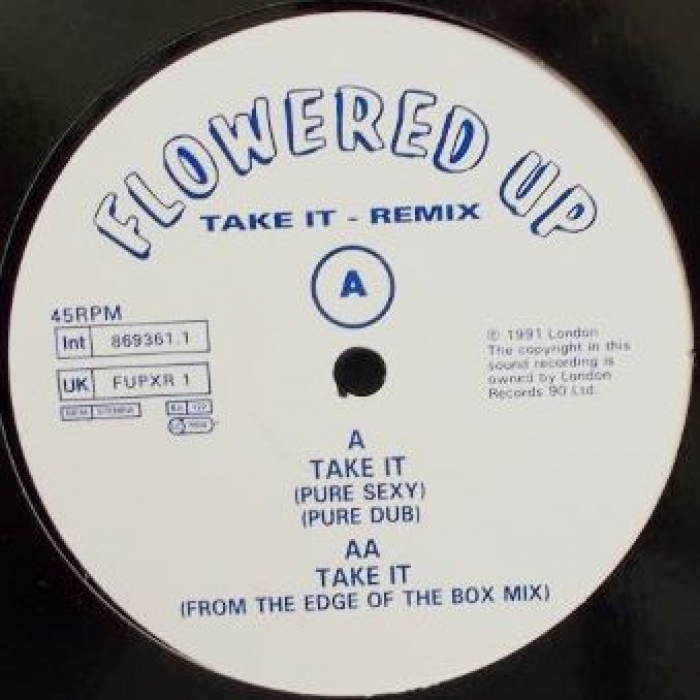 FLOWERED UP
TAKE IT - REMIX
A
45RPM
Int 869361.1
UK FUPXR 1
℗ 1991 London
The copyright in this
sound recording is
owned by London
Records 90 Ltd.
A
TAKE IT
(PURE SEXY)
(PURE DUB)
AA
TAKE IT
(FROM THE EDGE OF THE BOX MIX)